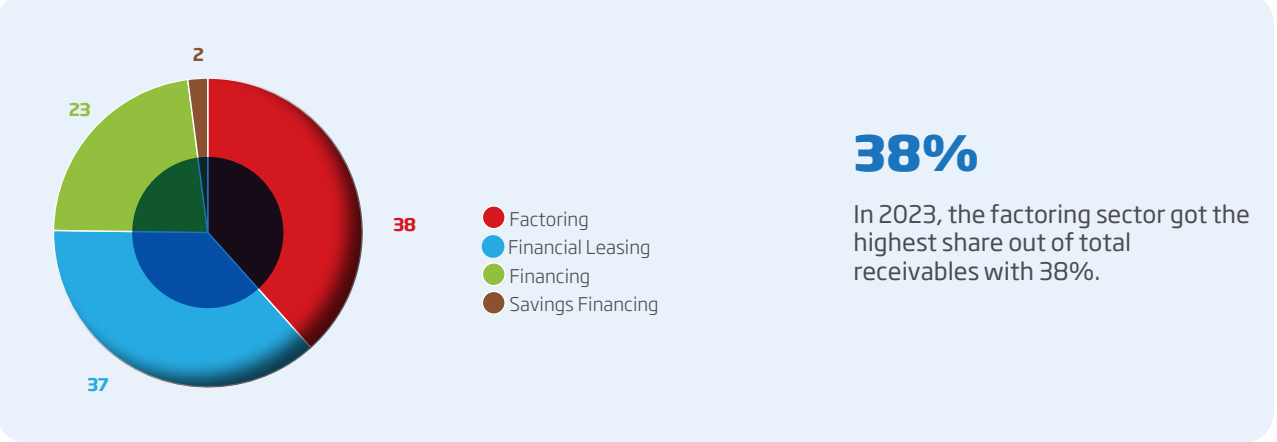 2
23
38
37
Factoring
Financial Leasing
Financing
Savings Financing
38%
In 2023, the factoring sector got the
highest share out of total
receivables with 38%.